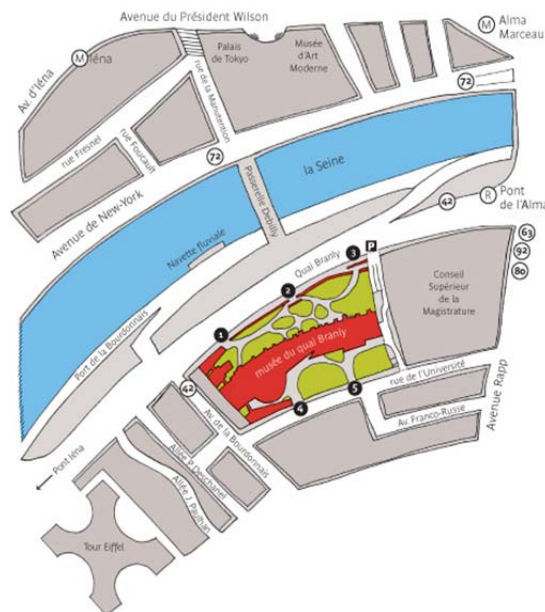 Avenue du Président Wilson
M
Alma
Marceau
Av. d'Iéna
M
Iéna
Palais
de Tokyo
Musée
d'Art
Moderne
rue de la Manutention
72
rue Fresnel
rue Foucault
72
Avenue de New-York
la Seine
Passerelle Debilly
Navette fluviale
42
R
Pont
de l'Alma
Quai Branly
P
3
63
92
80
2
Conseil
Supérieur
de la
Magistrature
1
musée du quai Branly
Port de la Bourdonnais
42
rue de l'Université
Avenue Rapp
5
4
Av. Franco-Russe
Av. de la Bourdonnais
Pont Iéna
Allée P. Deschanel
Allée J. Paulhan
Tour Eiffel